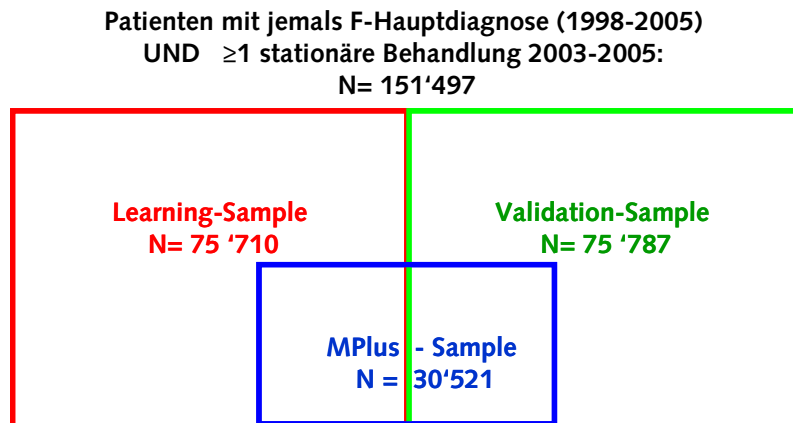 Patienten mit jemals F-Hauptdiagnose (1998-2005)
UND ≥1 stationäre Behandlung 2003-2005:
N= 151‘497
Learning-Sample
N= 75 ‘710
Validation-Sample
N= 75 ‘787
MPlus - Sample
N = 30‘521